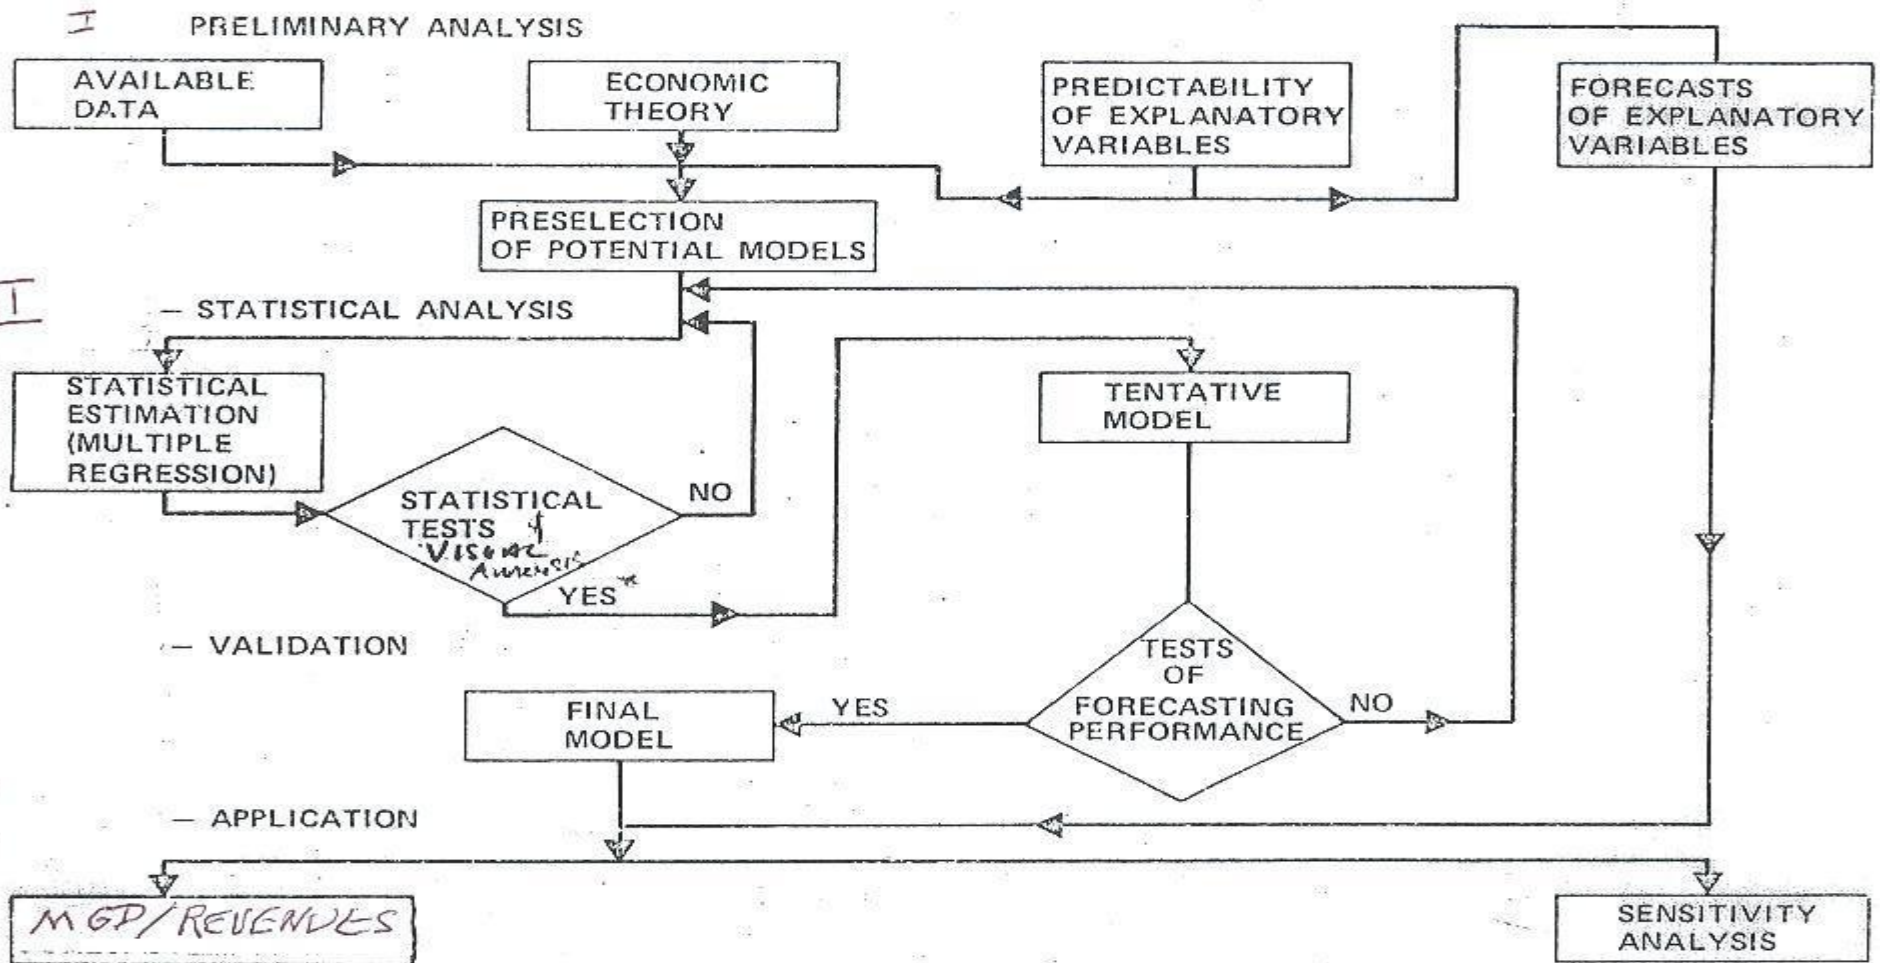 I PRELIMINARY ANALYSIS
AVAILABLE
DATA
ECONOMIC
THEORY
PREDICTABILITY
OF EXPLANATORY
VARIABLES
FORECASTS
OF EXPLANATORY
VARIABLES
PRESELECTION
OF POTENTIAL MODELS
I
– STATISTICAL ANALYSIS
STATISTICAL
ESTIMATION
(MULTIPLE
REGRESSION)
STATISTICAL
TESTS &
VISUAL
NO
YES*
TENTATIVE
MODEL
– VALIDATION
TESTS
OF
FORECASTING
PERFORMANCE
NO
YES
FINAL
MODEL
– APPLICATION
MGD/REVENUES
SENSITIVITY
ANALYSIS